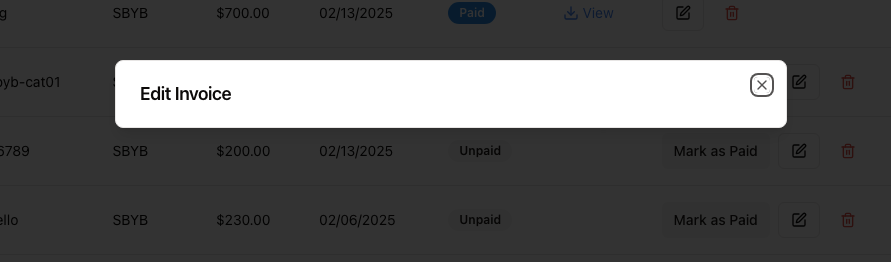 g SBYB $700.00 02/13/2025 Paid View
byb-cat01
Edit Invoice
6789 SBYB $200.00 02/13/2025 Unpaid Mark as Paid
ello SBYB $230.00 02/06/2025 Unpaid Mark as Paid